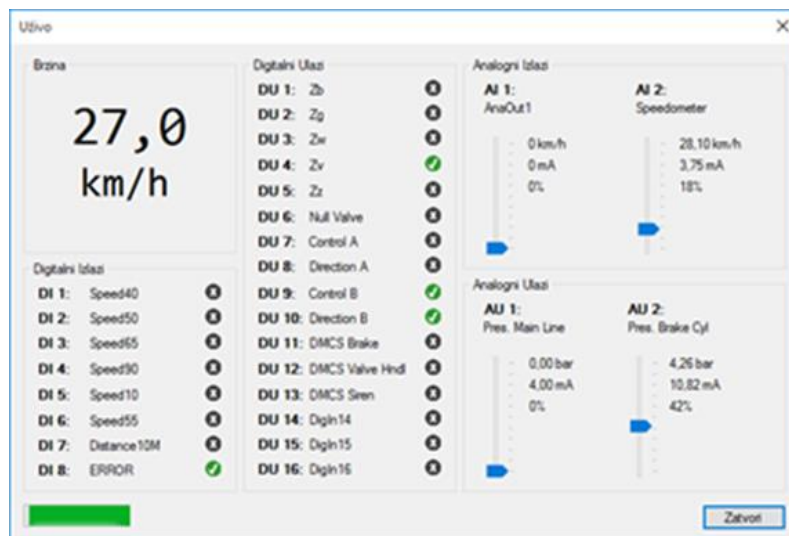 Uživo
Brzina
27,0
km/h
Digitalni Izlazi
DI 1: Speed40
DI 2: Speed50
DI 3: Speed65
DI 4: Speed90
DI 5: Speed10
DI 6: Speed55
DI 7: Distance10M
DI 8: ERROR
Digitalni Ulazi
DU 1: Zb
DU 2: Zg
DU 3: Zw
DU 4: Zv
DU 5: Zz
DU 6: Null Valve
DU 7: Control A
DU 8: Direction A
DU 9: Control B
DU 10: Direction B
DU 11: DMCS Brake
DU 12: DMCS Valve Hndl
DU 13: DMCS Siren
DU 14: DigIn14
DU 15: DigIn15
DU 16: DigIn16
Analogni Izlazi
AI 1:
AnaOut1
0 km/h
0 mA
0%
AI 2:
Speedometer
28,10 km/h
3,75 mA
18%
Analogni Ulazi
AU 1:
Pres. Main Line
0,00 bar
4,00 mA
0%
AU 2:
Pres. Brake Cyl
4,26 bar
10,82 mA
42%
Zatvori